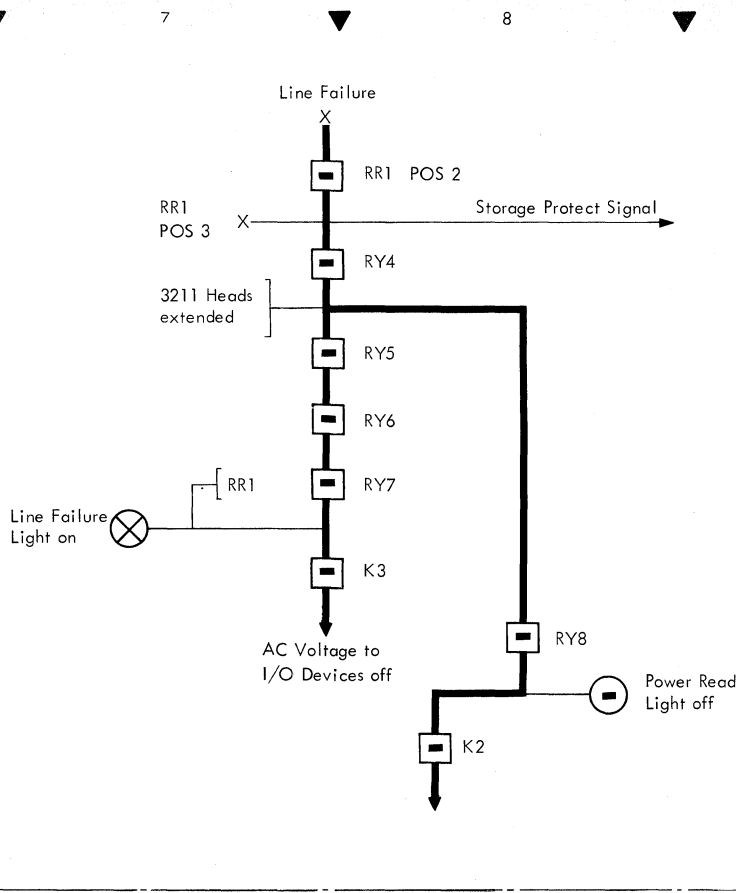 7
8
Line Failure
X
RR1 POS 2
RR1
POS 3
X
Storage Protect Signal
RY4
3211 Heads
extended
RY5
RY6
RR1
RY7
Line Failure
Light on
K3
AC Voltage to
I/O Devices off
RY8
Power Read
Light off
K2